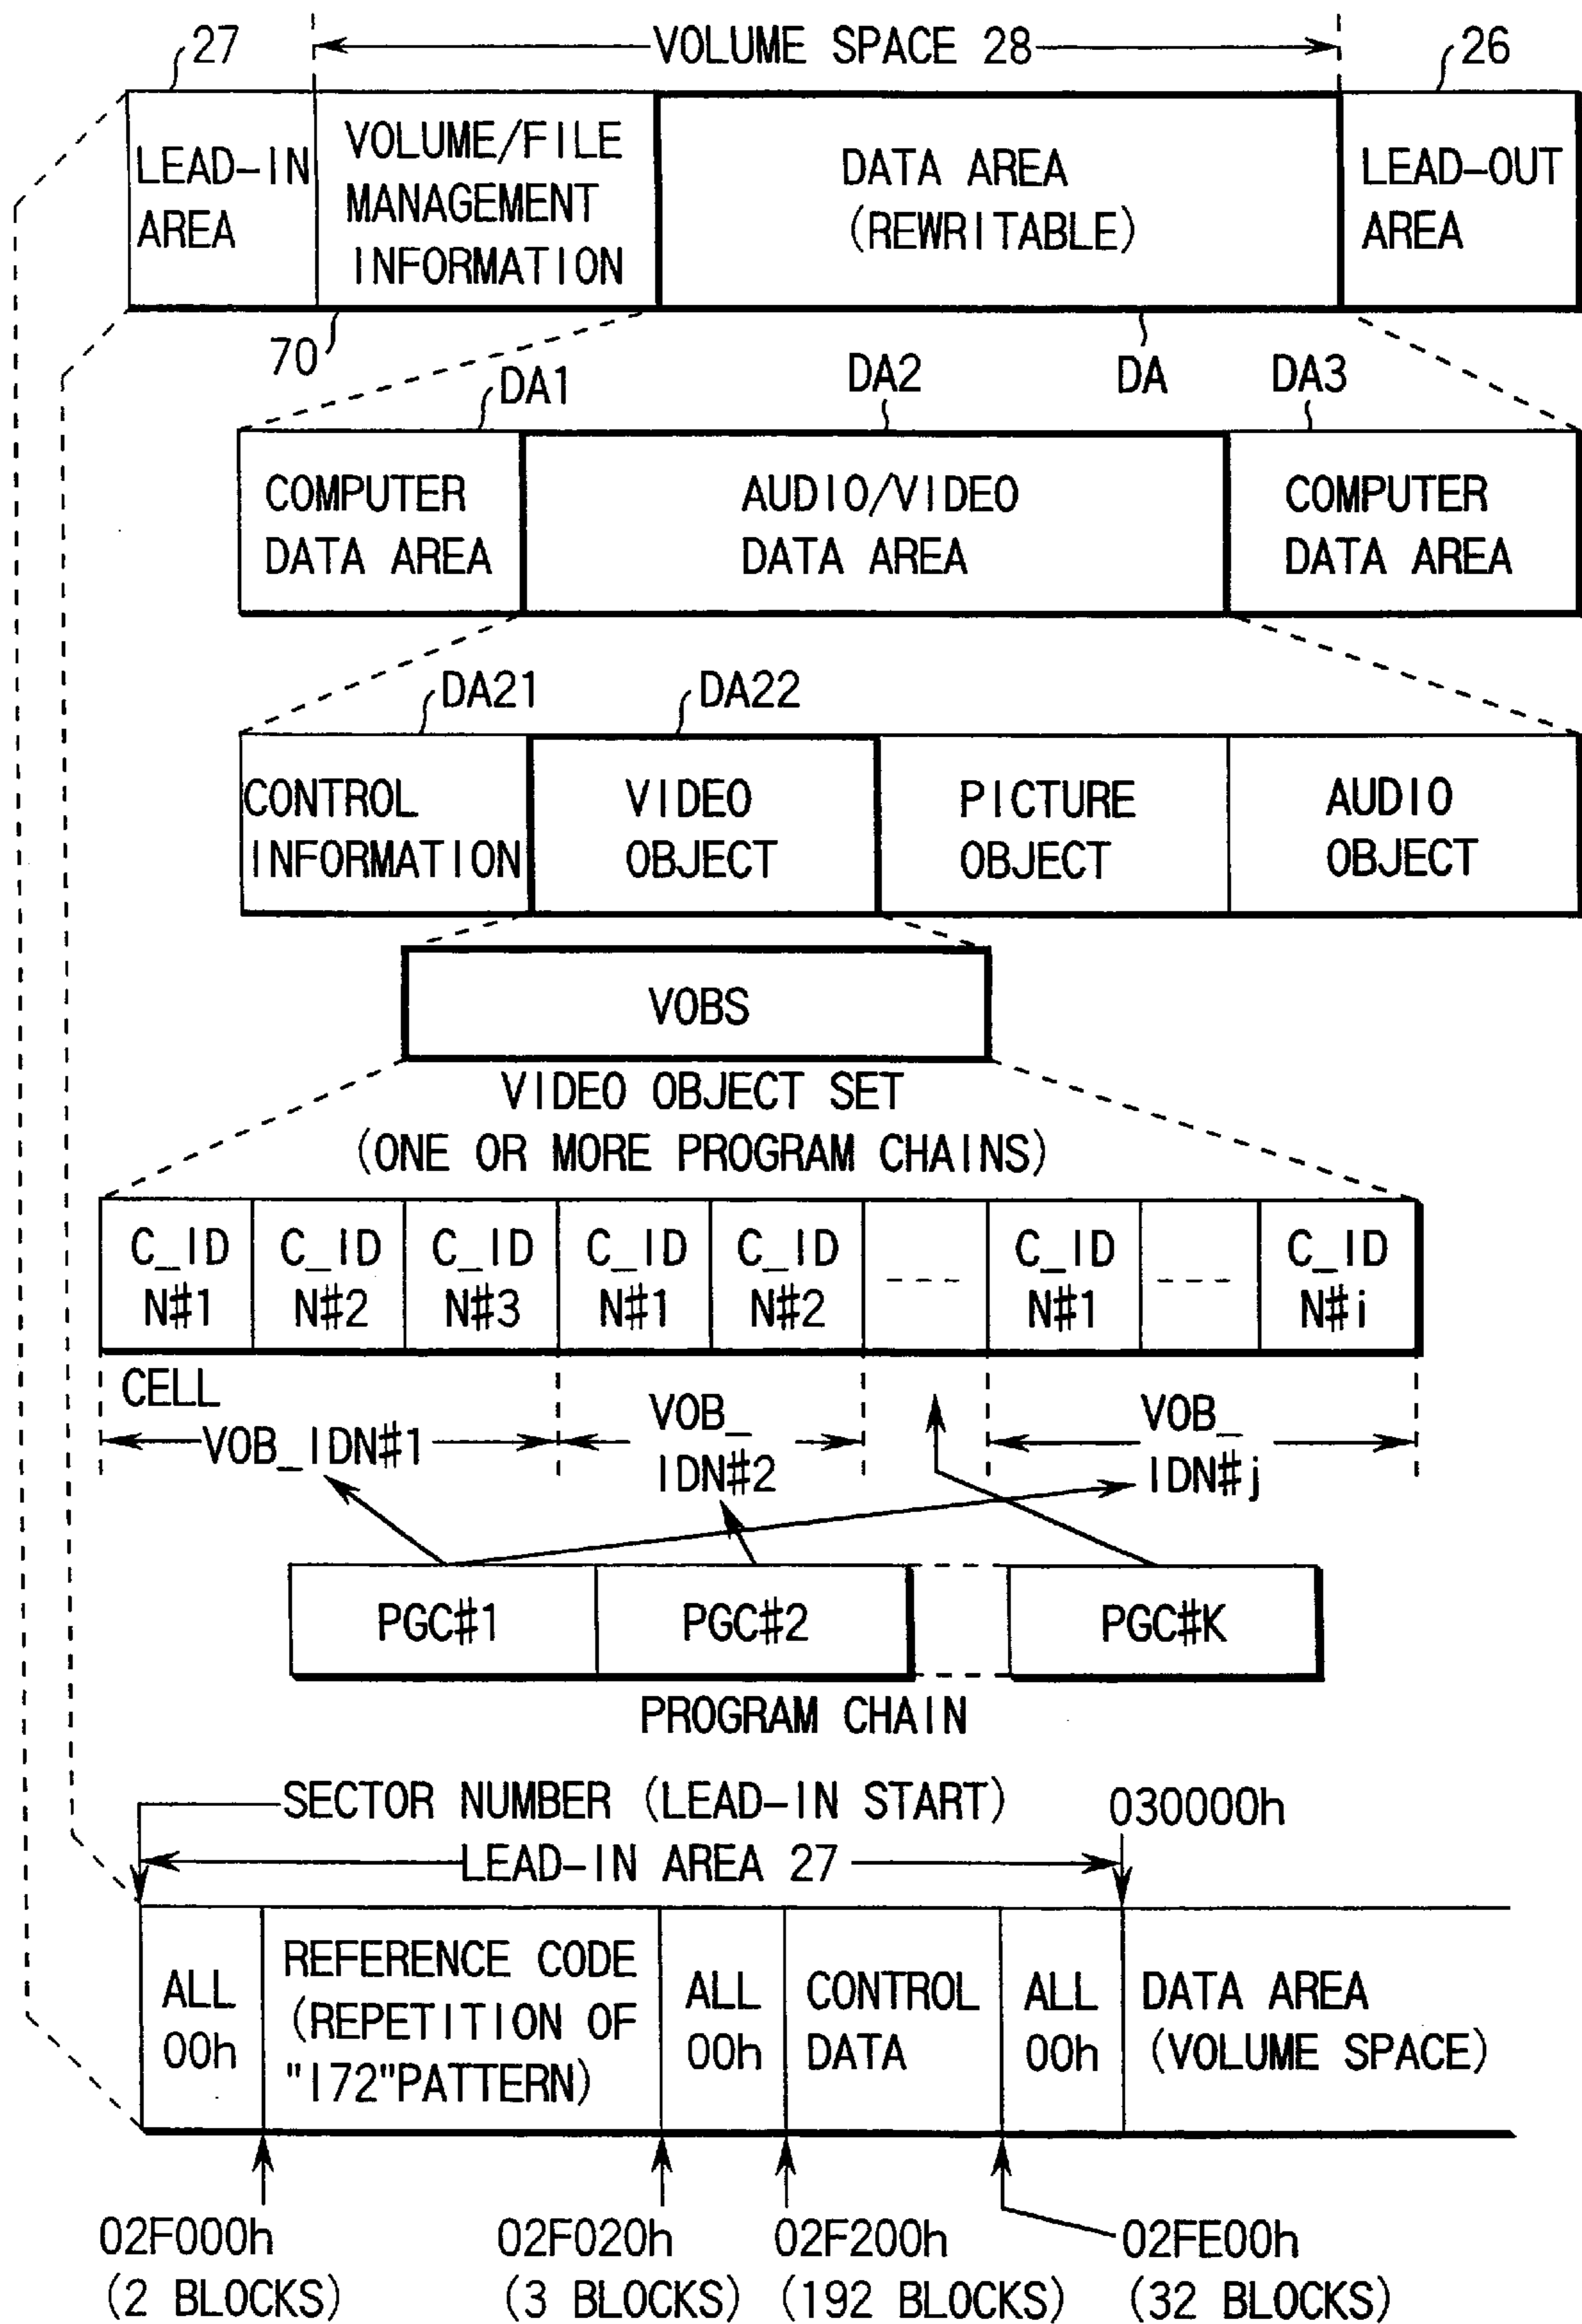 27
VOLUME SPACE 28
26
LEAD-IN
AREA
VOLUME/FILE
MANAGEMENT
INFORMATION
DATA AREA
(REWRITABLE)
LEAD-OUT
AREA
70
DA1
DA2
DA
DA3
COMPUTER
DATA AREA
AUDIO/VIDEO
DATA AREA
COMPUTER
DATA AREA
DA21
DA22
CONTROL
INFORMATION
VIDEO
OBJECT
PICTURE
OBJECT
AUDIO
OBJECT
VOBS
VIDEO OBJECT SET
(ONE OR MORE PROGRAM CHAINS)
C_ID
N#1
C_ID
N#2
C_ID
N#3
C_ID
N#1
C_ID
N#2
C_ID
N#1
C_ID
N#i
CELL
VOB_IDN#1
VOB_
IDN#2
VOB_
IDN#j
PGC#1
PGC#2
PGC#K
PROGRAM CHAIN
SECTOR NUMBER (LEAD-IN START)
030000h
LEAD-IN AREA 27
ALL
00h
REFERENCE CODE
(REPETITION OF
"172"PATTERN)
ALL
00h
CONTROL
DATA
ALL
00h
DATA AREA
(VOLUME SPACE)
02F000h
(2 BLOCKS)
02F020h
(3 BLOCKS)
02F200h
(192 BLOCKS)
02FE00h
(32 BLOCKS)